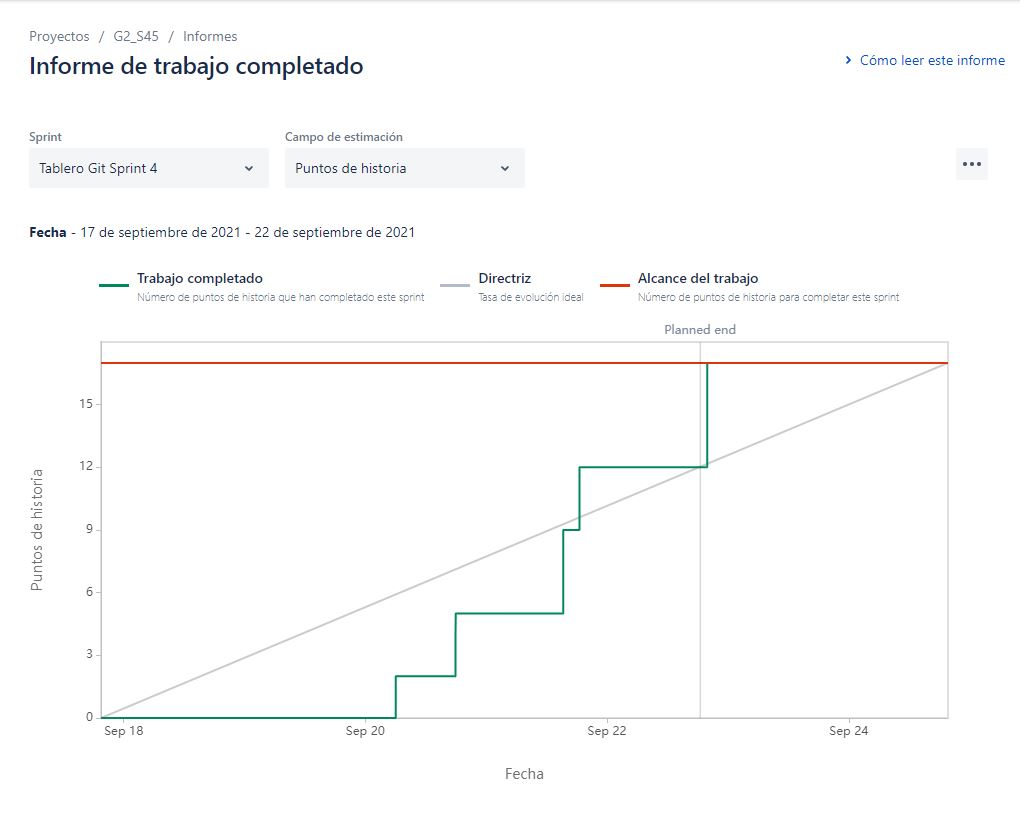 Proyectos / G2_S45 / Informes
Informe de trabajo completado
Cómo leer este informe
Sprint
Campo de estimación
Tablero Git Sprint 4
Puntos de historia
Fecha - 17 de septiembre de 2021 - 22 de septiembre de 2021
Trabajo completado
Número de puntos de historia que han completado este sprint
Directriz
Tasa de evolución ideal
Alcance del trabajo
Número de puntos de historia para completar este sprint
Planned end
15
12
9
6
3
0
Puntos de historia
Sep 18
Sep 20
Sep 22
Sep 24
Fecha